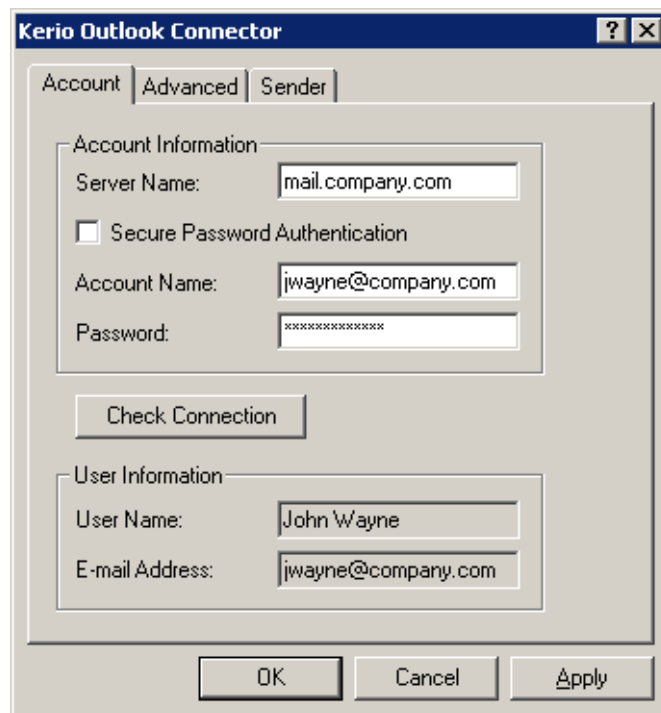 Kerio Outlook Connector
Account Advanced Sender
Account Information
Server Name: mail.company.com
Secure Password Authentication
Account Name: jwayne@company.com
Password: *************
Check Connection
User Information
User Name: John Wayne
E-mail Address: jwayne@company.com
OK Cancel Apply